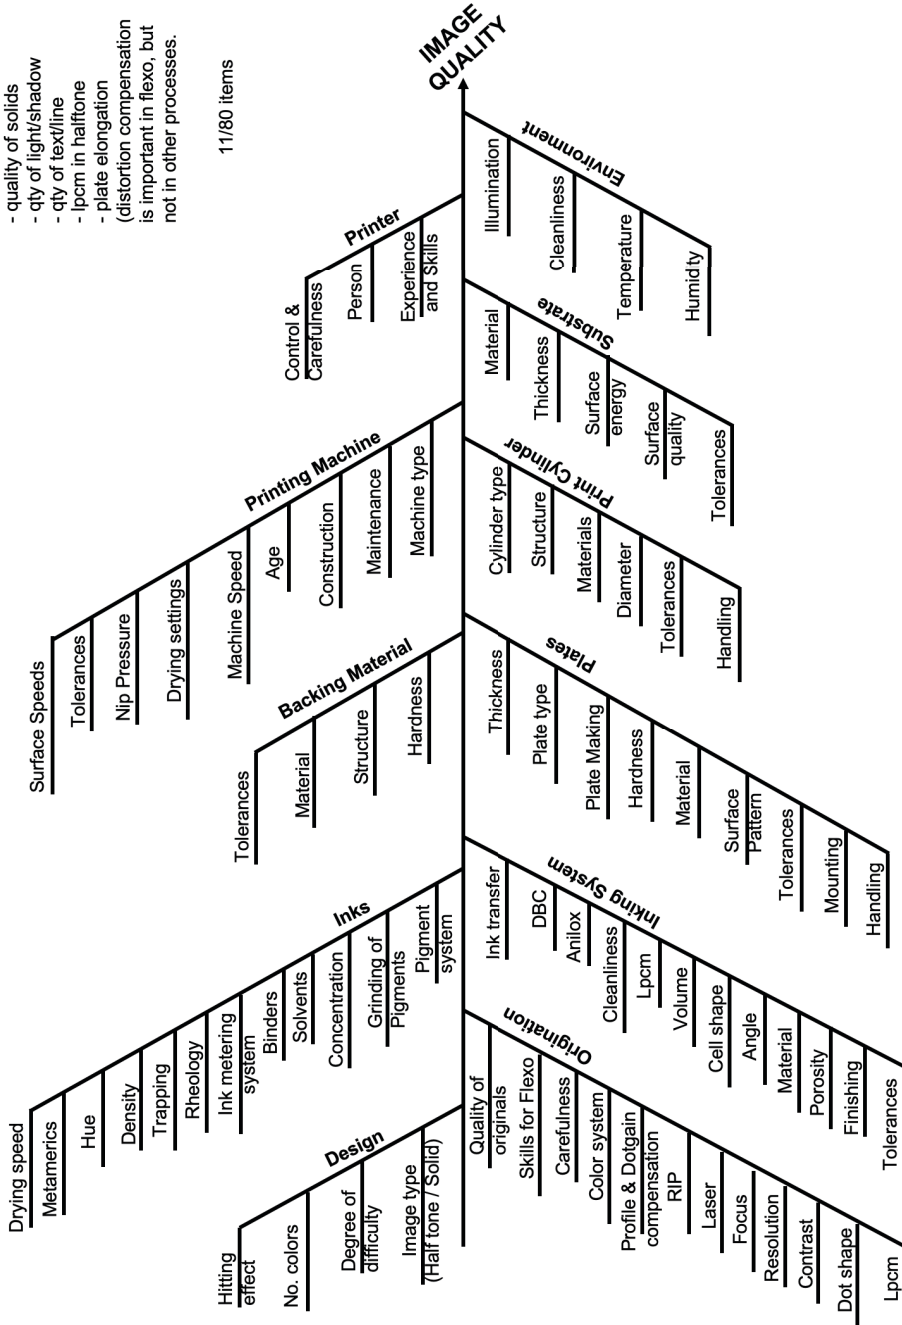 - quality of solids
- qty of light/shadow
- qty of text/line
- lpcm in halftone
- plate elongation
(distortion compensation
is important in flexo, but
not in other processes.
11/80 items
IMAGE
QUALITY
Design
Hitting
effect
No. colors
Degree of
difficulty
Image type
(Half tone / Solid)
Inks
Drying speed
Metamerics
Hue
Density
Trapping
Rheology
Ink metering
system
Binders
Solvents
Concentration
Grinding of
Pigments
Pigment
system
Backing Material
Tolerances
Material
Structure
Hardness
Printing Machine
Surface Speeds
Tolerances
Nip Pressure
Drying settings
Machine Speed
Age
Construction
Maintenance
Machine type
Printer
Control &
Carefulness
Person
Experience
and Skills
Origination
Quality of
originals
Skills for Flexo
Carefulness
Color system
Profile & Dotgain
compensation
RIP
Laser
Focus
Resolution
Contrast
Dot shape
Lpcm
Inking System
Ink transfer
DBC
Anilox
Cleanliness
Lpcm
Volume
Cell shape
Angle
Material
Porosity
Finishing
Tolerances
Plates
Thickness
Plate type
Plate Making
Hardness
Material
Surface
Pattern
Tolerances
Mounting
Handling
Print Cylinder
Cylinder type
Structure
Materials
Diameter
Tolerances
Handling
Substrate
Material
Thickness
Surface
energy
Surface
quality
Tolerances
Environment
Illumination
Cleanliness
Temperature
Humidty